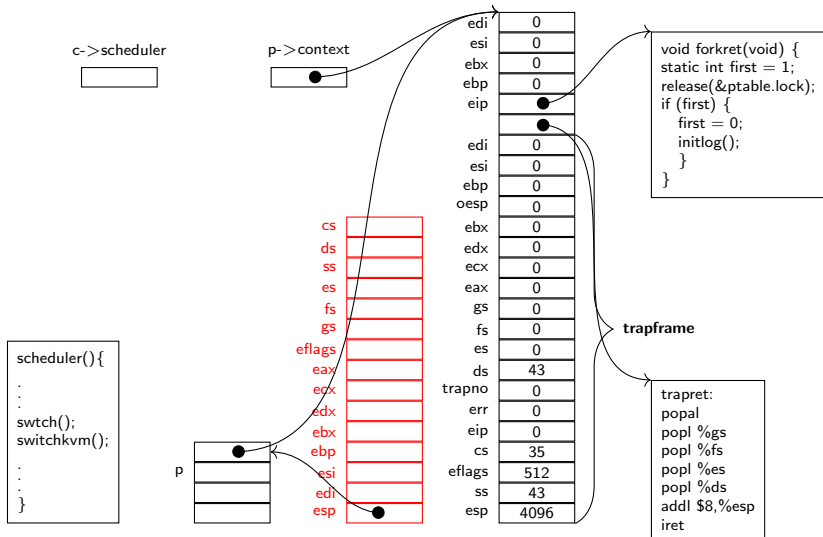 c->scheduler
p->context
edi 0
esi 0
ebx 0
ebp 0
eip
edi 0
esi 0
ebp 0
oesp 0
ebx 0
edx 0
ecx 0
eax 0
gs 0
fs 0
es 0
ds 43
trapno 0
err 0
eip 0
cs 35
eflags 512
ss 43
esp 4096
void forkret(void) {
static int first = 1;
release(&ptable.lock);
if (first) {
first = 0;
initlog();
}
}
trapframe
cs
ds
ss
es
fs
gs
eflags
eax
ecx
edx
ebx
ebp
esi
edi
esp
scheduler(){
.
.
.
swtch();
switchkvm();
.
.
.
}
p
trapret:
popal
popl %gs
popl %fs
popl %es
popl %ds
addl $8,%esp
iret